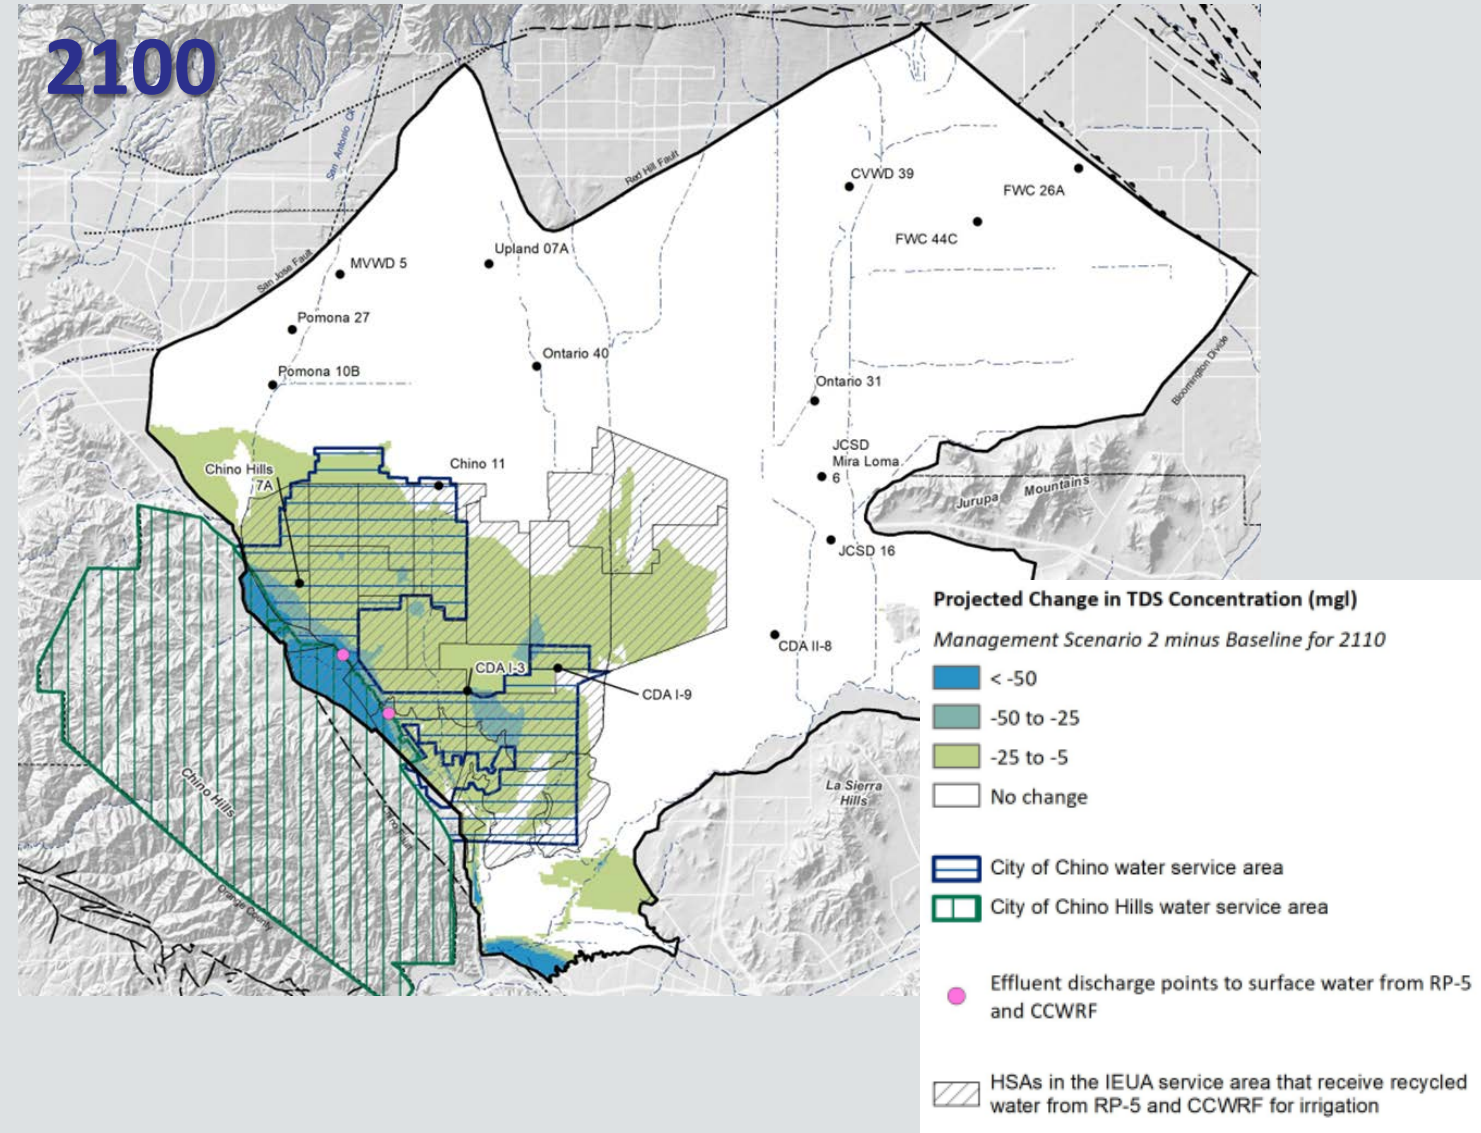 2100
San Antonio Ck
Red Hill Fault
CVWD 39
FWC 26A
FWC 44C
San Jose Fault
MVWD 5
Upland 07A
Pomona 27
Ontario 40
Pomona 10B
Bloomington Divide
Ontario 31
JCSD
Mira Loma
6
Chino Hills
7A
Chino 11
Jurupa Mountains
JCSD 16
CDA II-8
CDA I-3
CDA I-9
Chino Hills
La Sierra
Hills
Orange County
Projected Change in TDS Concentration (mgl)
Management Scenario 2 minus Baseline for 2110
< -50
-50 to -25
-25 to -5
No change
City of Chino water service area
City of Chino Hills water service area
Effluent discharge points to surface water from RP-5
and CCWRF
HSAs in the IEUA service area that receive recycled
water from RP-5 and CCWRF for irrigation